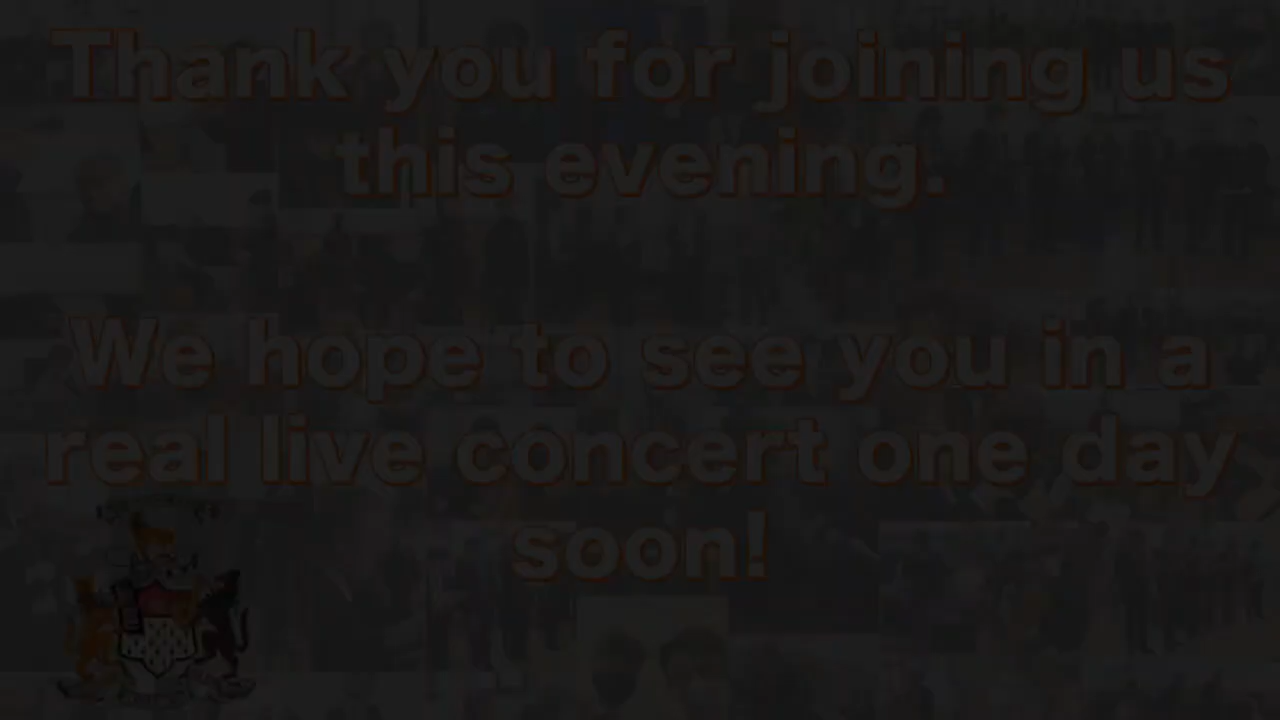 Thank you for joining us
this evening.
We hope to see you in a
real live concert one day
soon!